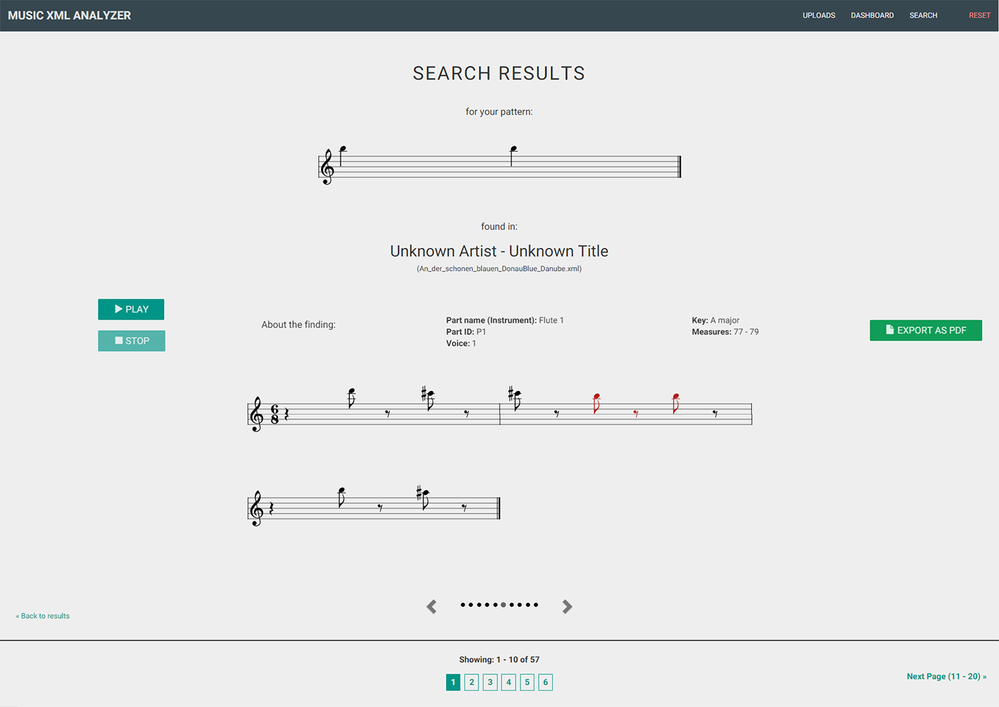 MUSIC XML ANALYZER
UPLOADS DASHBOARD SEARCH RESET
SEARCH RESULTS
for your pattern:
found in:
Unknown Artist - Unknown Title
(An_der_schonen_blauen_DonauBlue_Danube.xml)
PLAY
STOP
About the finding:
Part name (Instrument): Flute 1
Part ID: P1
Voice: 1
Key: A major
Measures: 77 - 79
EXPORT AS PDF
6
8
« Back to results
Showing: 1 - 10 of 57
1 2 3 4 5 6
Next Page (11 - 20) »